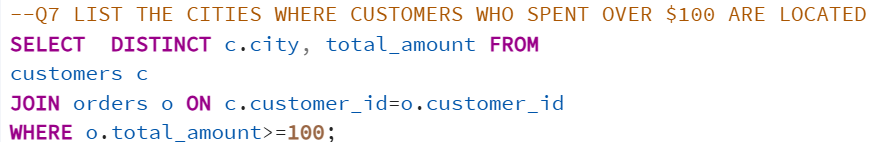 --Q7 LIST THE CITIES WHERE CUSTOMERS WHO SPENT OVER $100 ARE LOCATED
SELECT  DISTINCT c.city, total_amount FROM
customers c
JOIN orders o ON c.customer_id=o.customer_id
WHERE o.total_amount>=100;